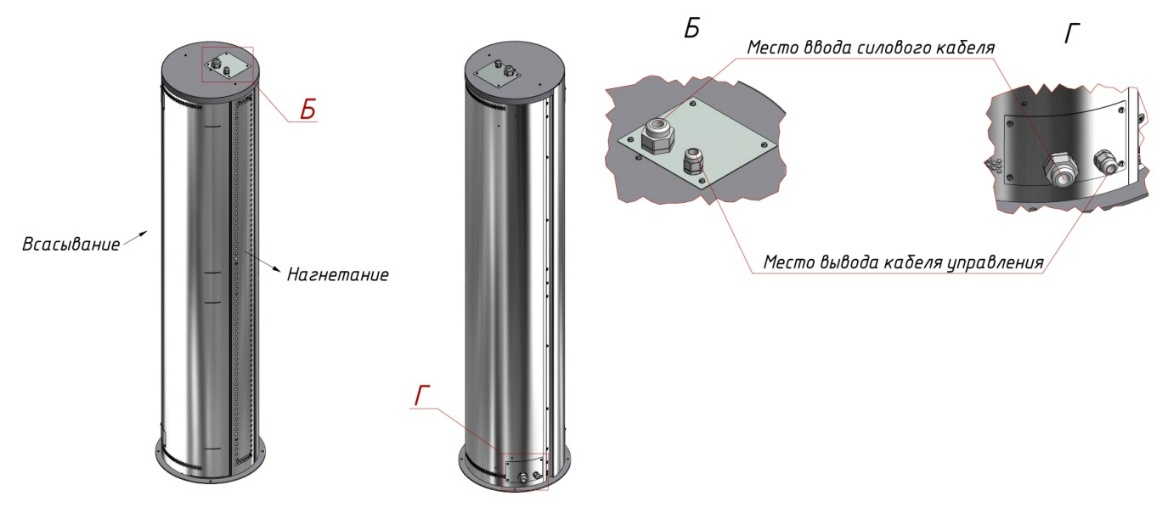 Б
Место ввода силового кабеля
Г
Б
Всасывание
Нагнетание
Место вывода кабеля управления
Г